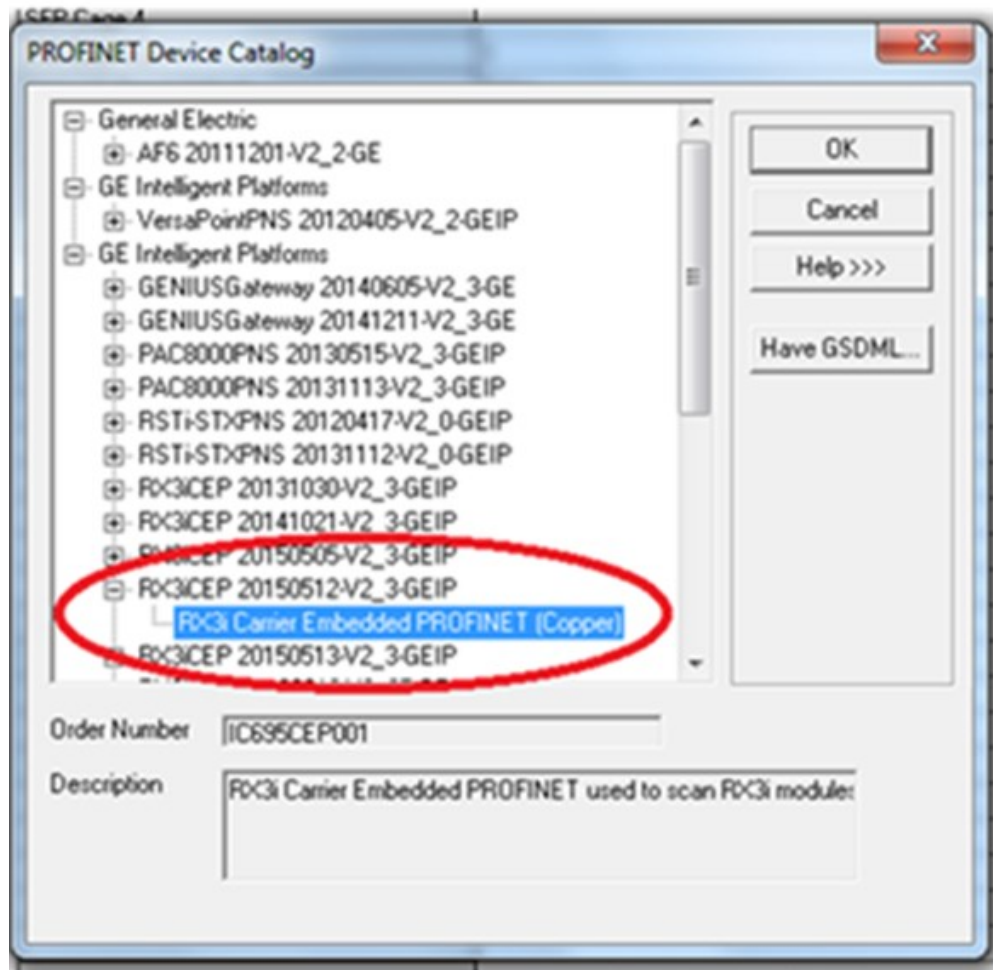 SFP Cage 4
PROFINET Device Catalog
General Electric
AF6 20111201-V2_2-GE
GE Intelligent Platforms
VersaPointPNS 20120405-V2_2-GEIP
GE Intelligent Platforms
GENIUSGateway 20140605-V2_3-GE
GENIUSGateway 20141211-V2_3-GE
PAC8000PNS 20130515-V2_3-GEIP
PAC8000PNS 20131113-V2_3-GEIP
RSTi-STXPNS 20120417-V2_0-GEIP
RSTi-STXPNS 20131112-V2_0-GEIP
RX3iCEP 20131030-V2_3-GEIP
RX3iCEP 20141021-V2_3-GEIP
RX3iCEP 20150505-V2_3-GEIP
RX3iCEP 20150512-V2_3-GEIP
RX3i Carrier Embedded PROFINET (Copper)
RX3iCEP 20150513-V2_3-GEIP
OK
Cancel
Help >>>
Have GSDML...
Order Number IC695CEP001
Description RX3i Carrier Embedded PROFINET used to scan RX3i modules